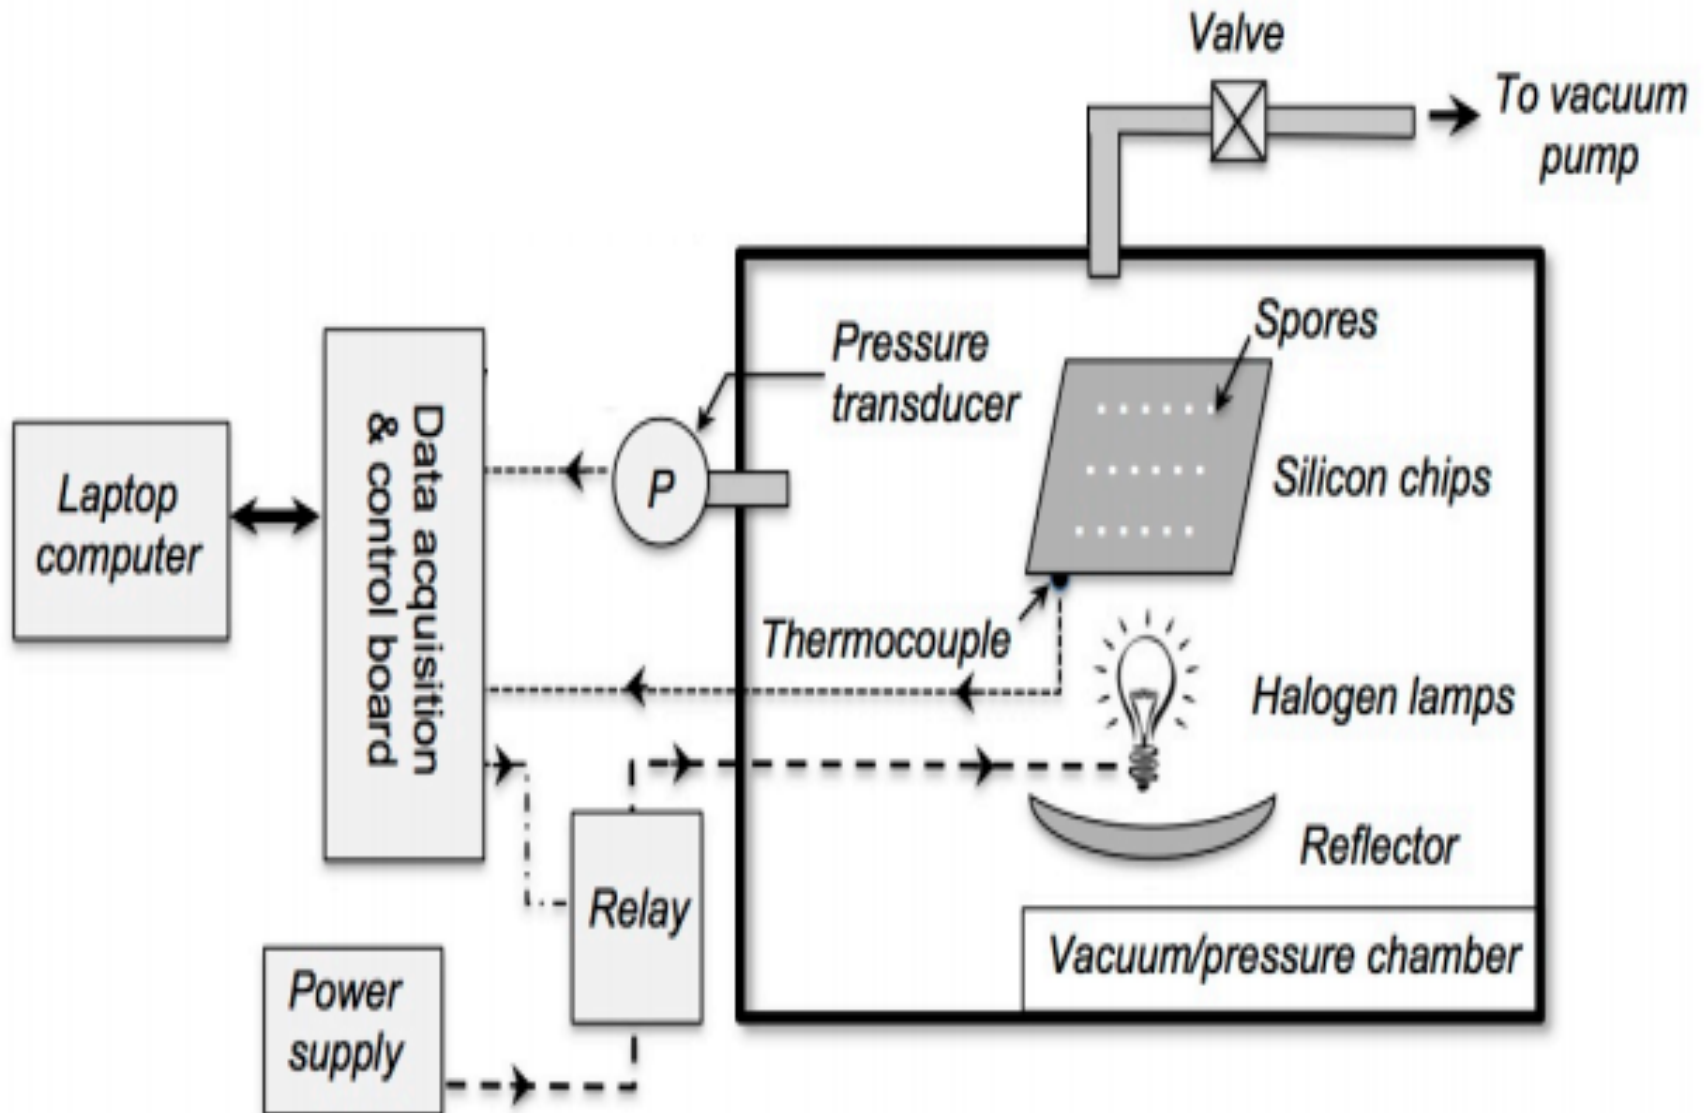 Valve
To vacuum
pump
Spores
Pressure
transducer
Silicon chips
Data acquisition
& control board
Laptop
computer
P
Thermocouple
Halogen lamps
Reflector
Relay
Vacuum/pressure chamber
Power
supply